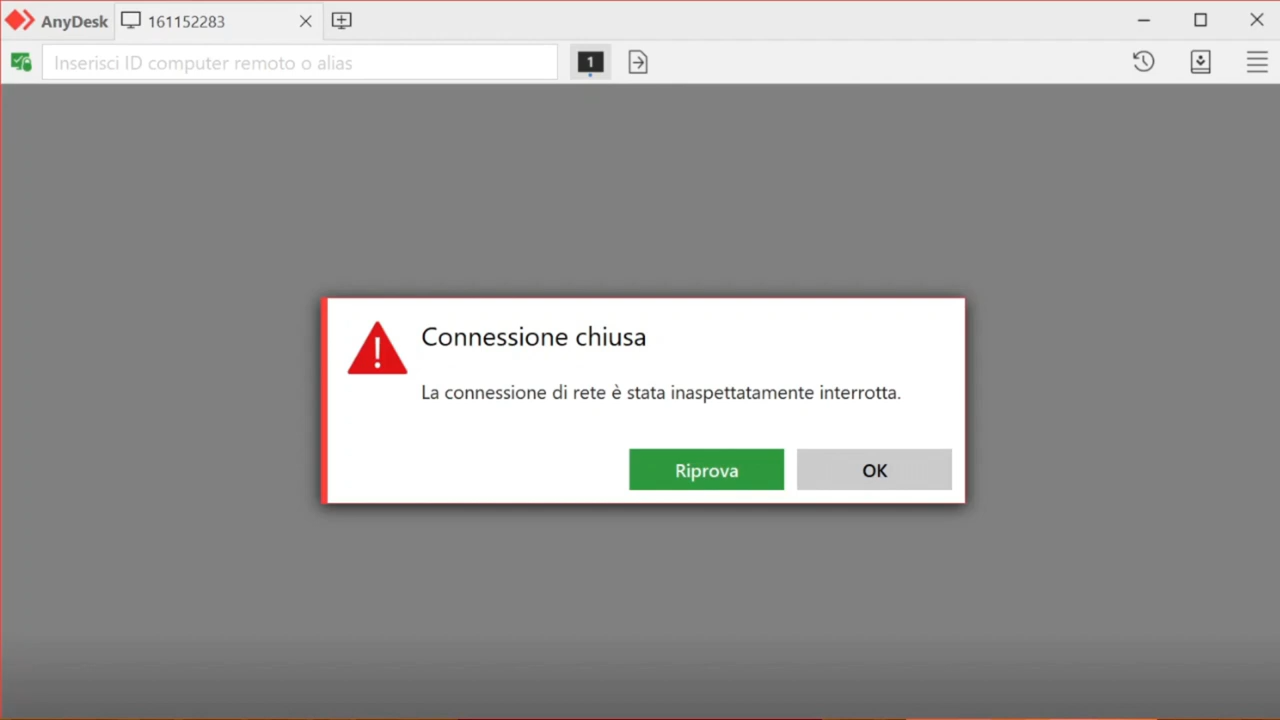 AnyDesk
161152283
Inserisci ID computer remoto o alias
1
Connessione chiusa
La connessione di rete è stata inaspettatamente interrotta.
Riprova
OK